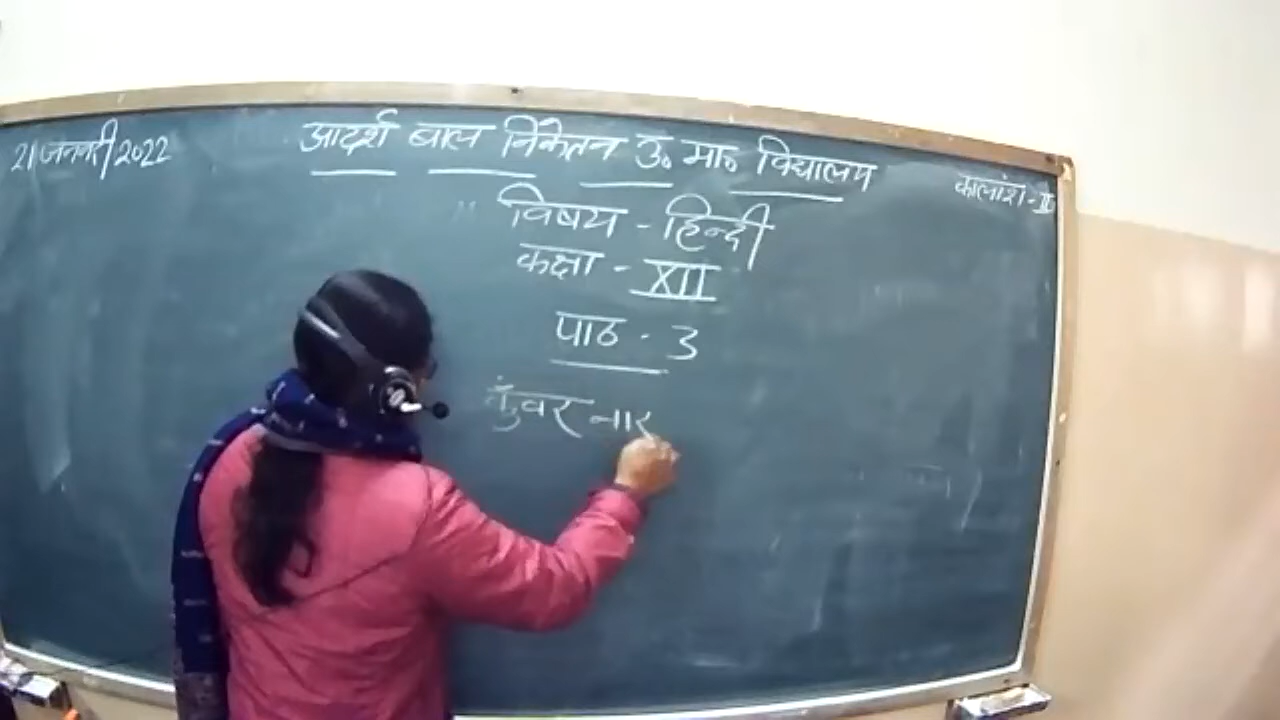 21 जनवरी 2022
आदर्श बाल निकेतन उ० मा० विद्यालय
कालांश - II
विषय - हिन्दी
कक्षा - XII
पाठ - 3
कुंवर नार